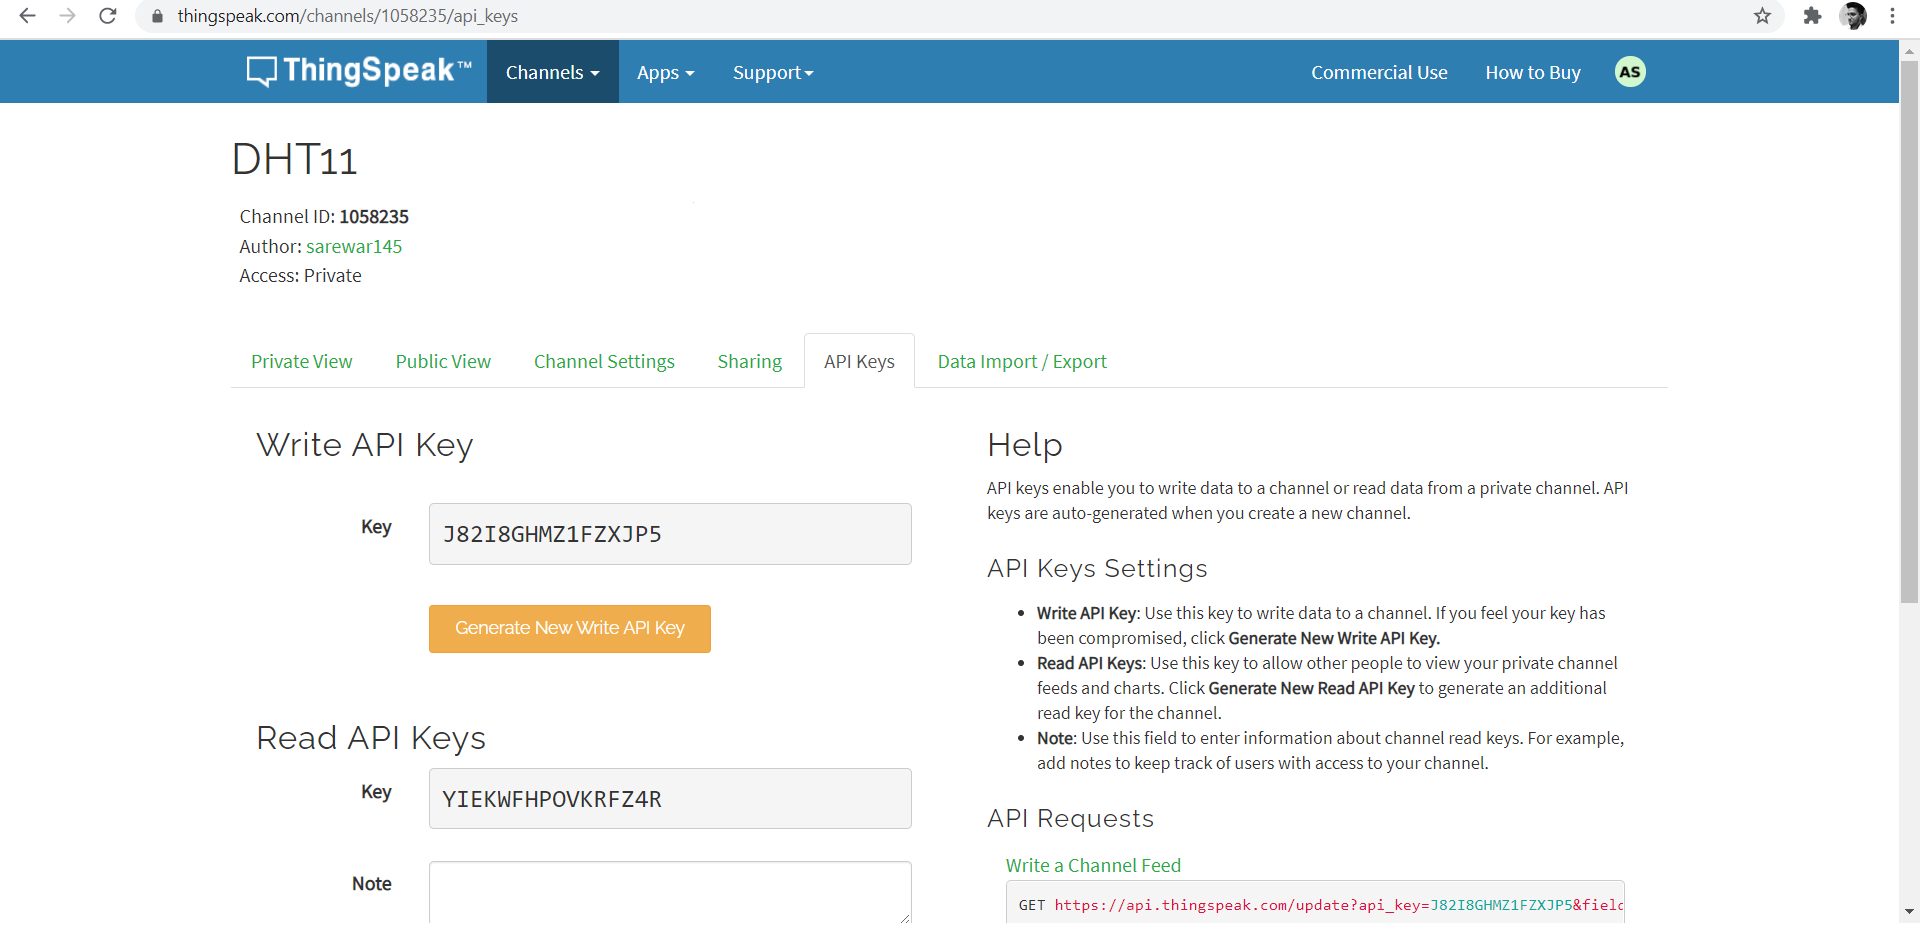 thingspeak.com/channels/1058235/api_keys
ThingSpeak™
Channels
Apps
Support
Commercial Use
How to Buy
AS
DHT11
Channel ID: 1058235
Author: sarewar145
Access: Private
Private View
Public View
Channel Settings
Sharing
API Keys
Data Import / Export
Write API Key
Key
J82I8GHMZ1FZXJP5
Generate New Write API Key
Read API Keys
Key
YIEKWFHPOVKRFZ4R
Note
Help
API keys enable you to write data to a channel or read data from a private channel. API
keys are auto-generated when you create a new channel.
API Keys Settings
• Write API Key: Use this key to write data to a channel. If you feel your key has
been compromised, click Generate New Write API Key.
• Read API Keys: Use this key to allow other people to view your private channel
feeds and charts. Click Generate New Read API Key to generate an additional
read key for the channel.
• Note: Use this field to enter information about channel read keys. For example,
add notes to keep track of users with access to your channel.
API Requests
Write a Channel Feed
GET https://api.thingspeak.com/update?api_key=J82I8GHMZ1FZXJP5&field